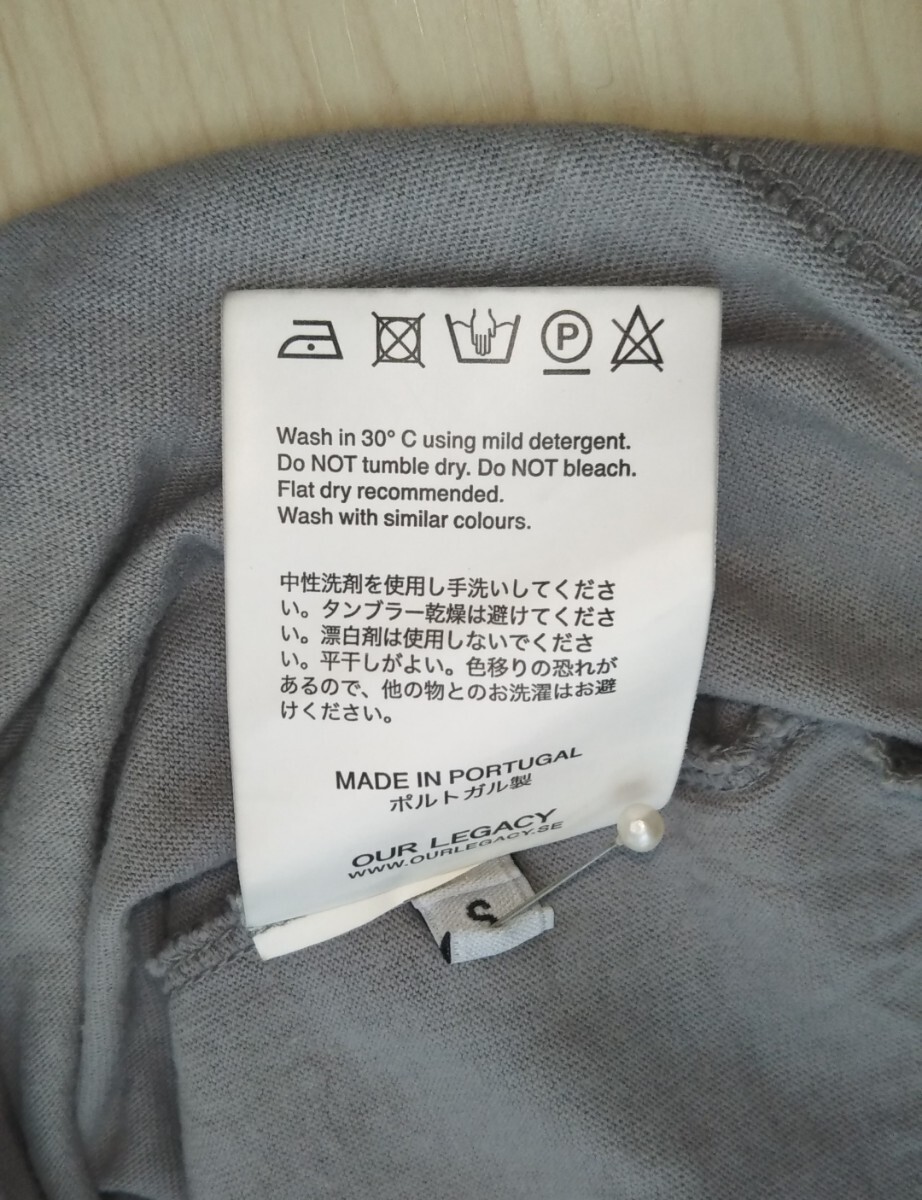 P
Wash in 30° C using mild detergent.
Do NOT tumble dry. Do NOT bleach.
Flat dry recommended.
Wash with similar colours.
中性洗剤を使用し手洗いしてくださ
い。タンブラー乾燥は避けてくださ
い。漂白剤は使用しないでくださ
い。平干しがよい。色移りの恐れが
あるので、他の物とのお洗濯はお避
けください。
MADE IN PORTUGAL
ポルトガル製
OUR LEGACY
WWW.OURLEGACY.SE
S